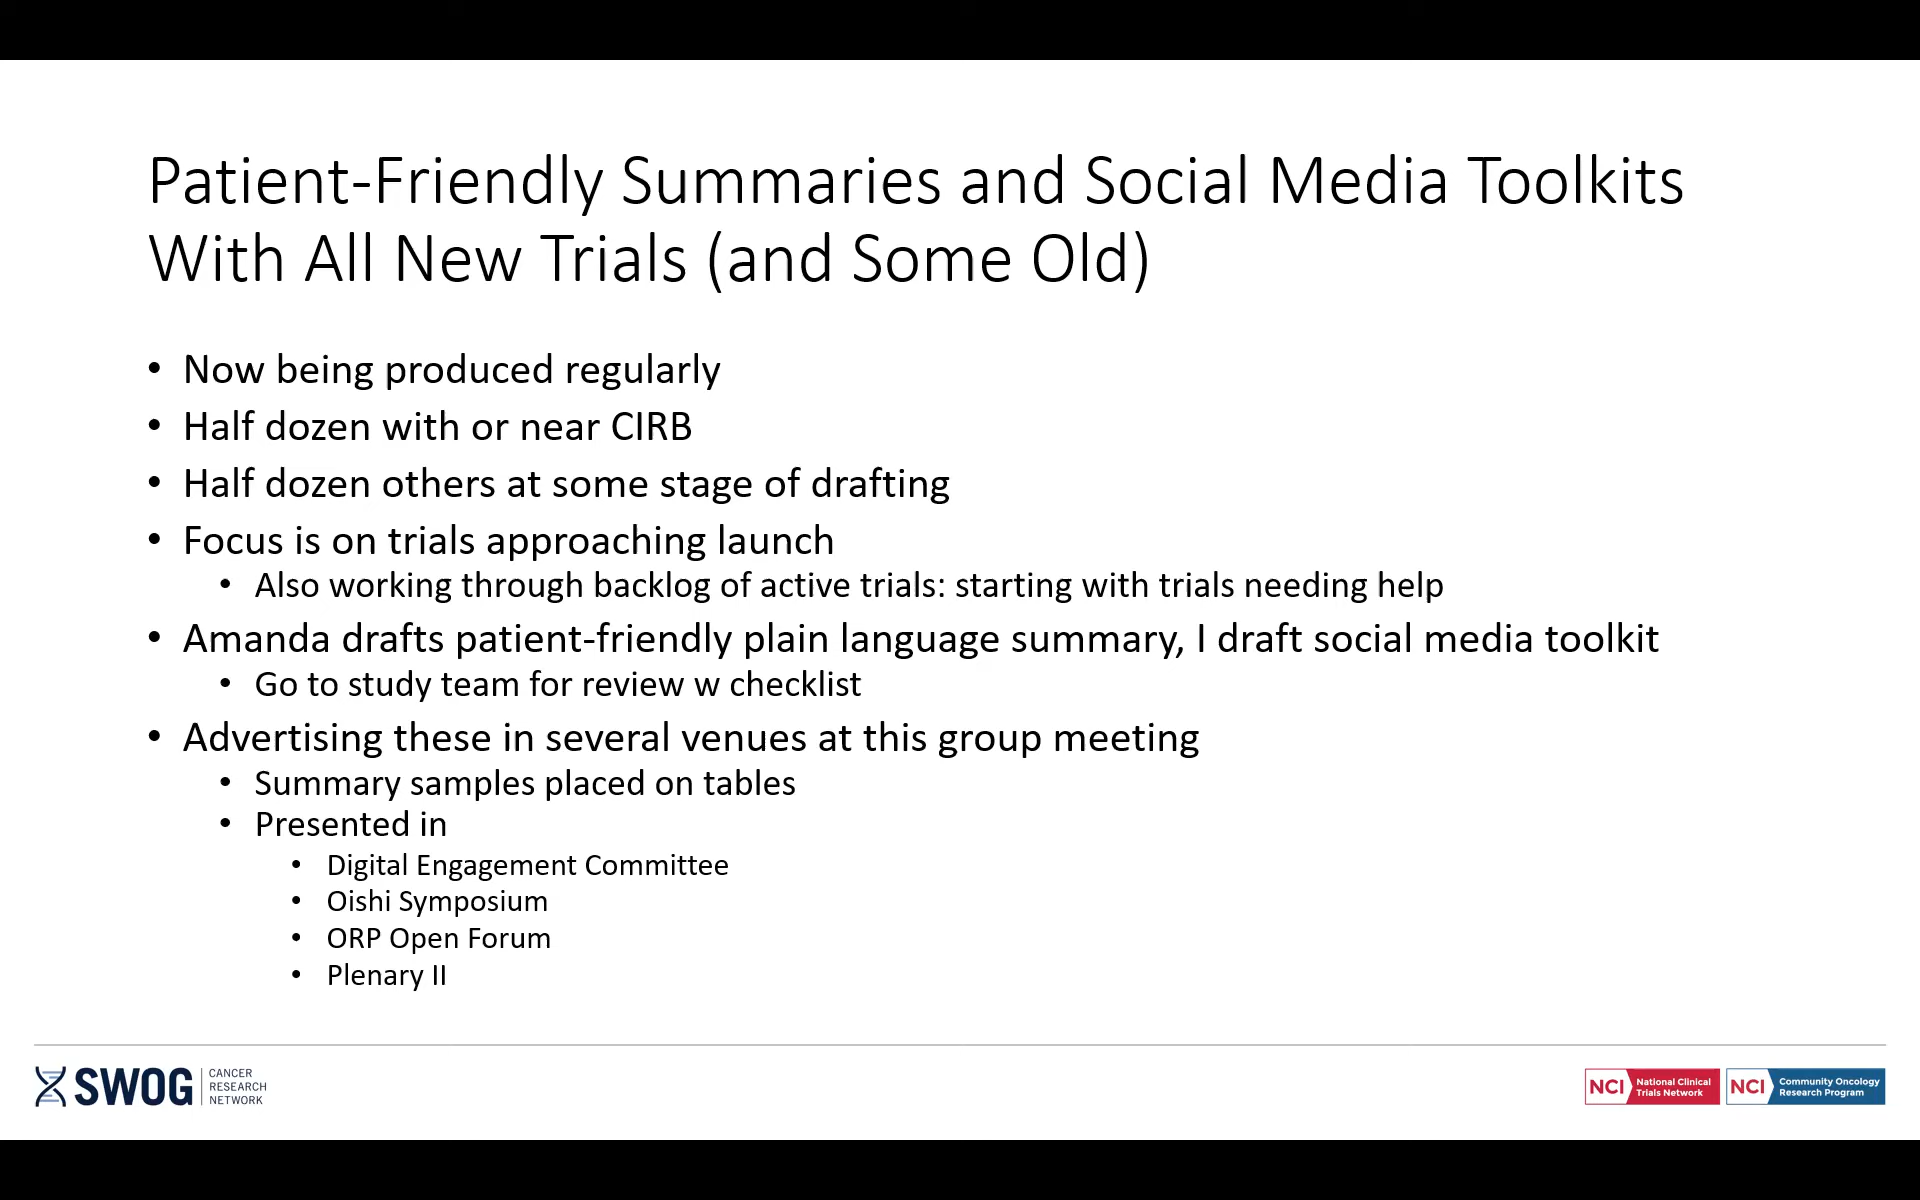 Patient-Friendly Summaries and Social Media Toolkits
With All New Trials (and Some Old)
• Now being produced regularly
• Half dozen with or near CIRB
• Half dozen others at some stage of drafting
• Focus is on trials approaching launch
• Also working through backlog of active trials: starting with trials needing help
• Amanda drafts patient-friendly plain language summary, I draft social media toolkit
• Go to study team for review w checklist
• Advertising these in several venues at this group meeting
• Summary samples placed on tables
• Presented in
• Digital Engagement Committee
• Oishi Symposium
• ORP Open Forum
• Plenary II
SWOG
CANCER
RESEARCH
NETWORK
NCI
National Clinical
Trials Network
NCI
Community Oncology
Research Program